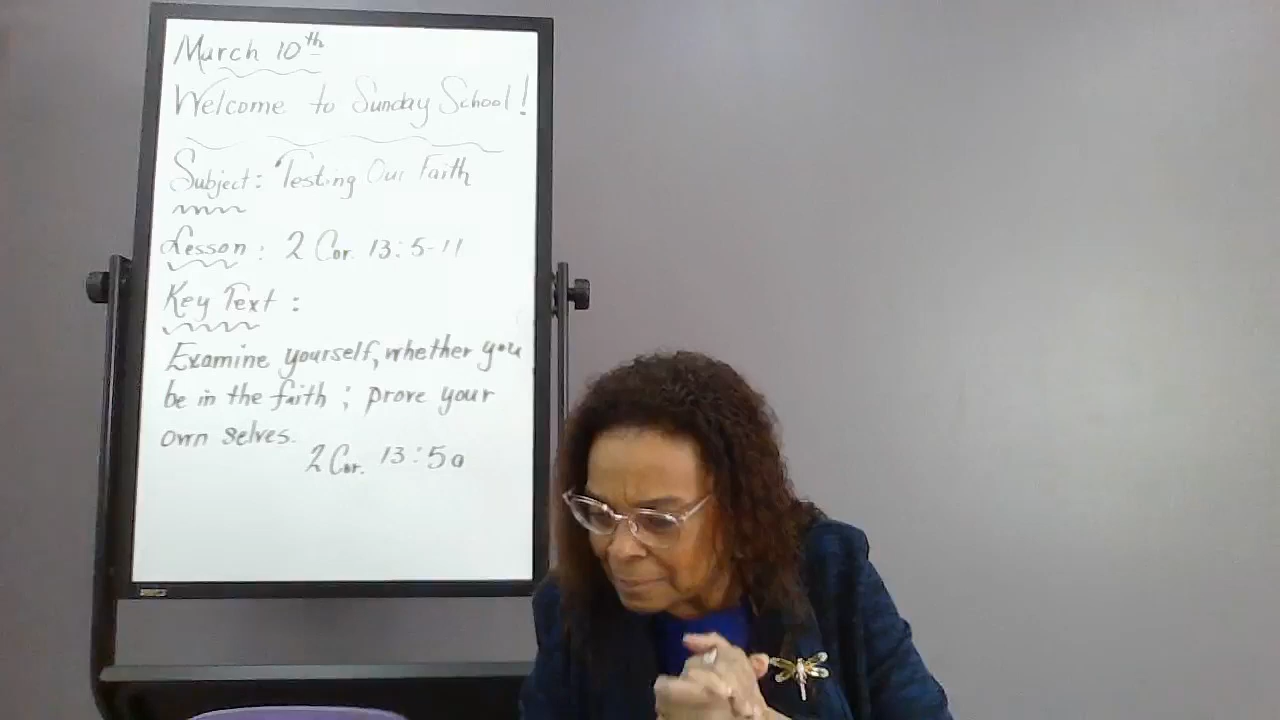 March 10th
Welcome to Sunday School!
Subject: Testing Our Faith
Lesson: 2 Cor. 13:5-11
Key Text:
Examine yourself, whether you
be in the faith; prove your
own selves.
2 Cor. 13:5a